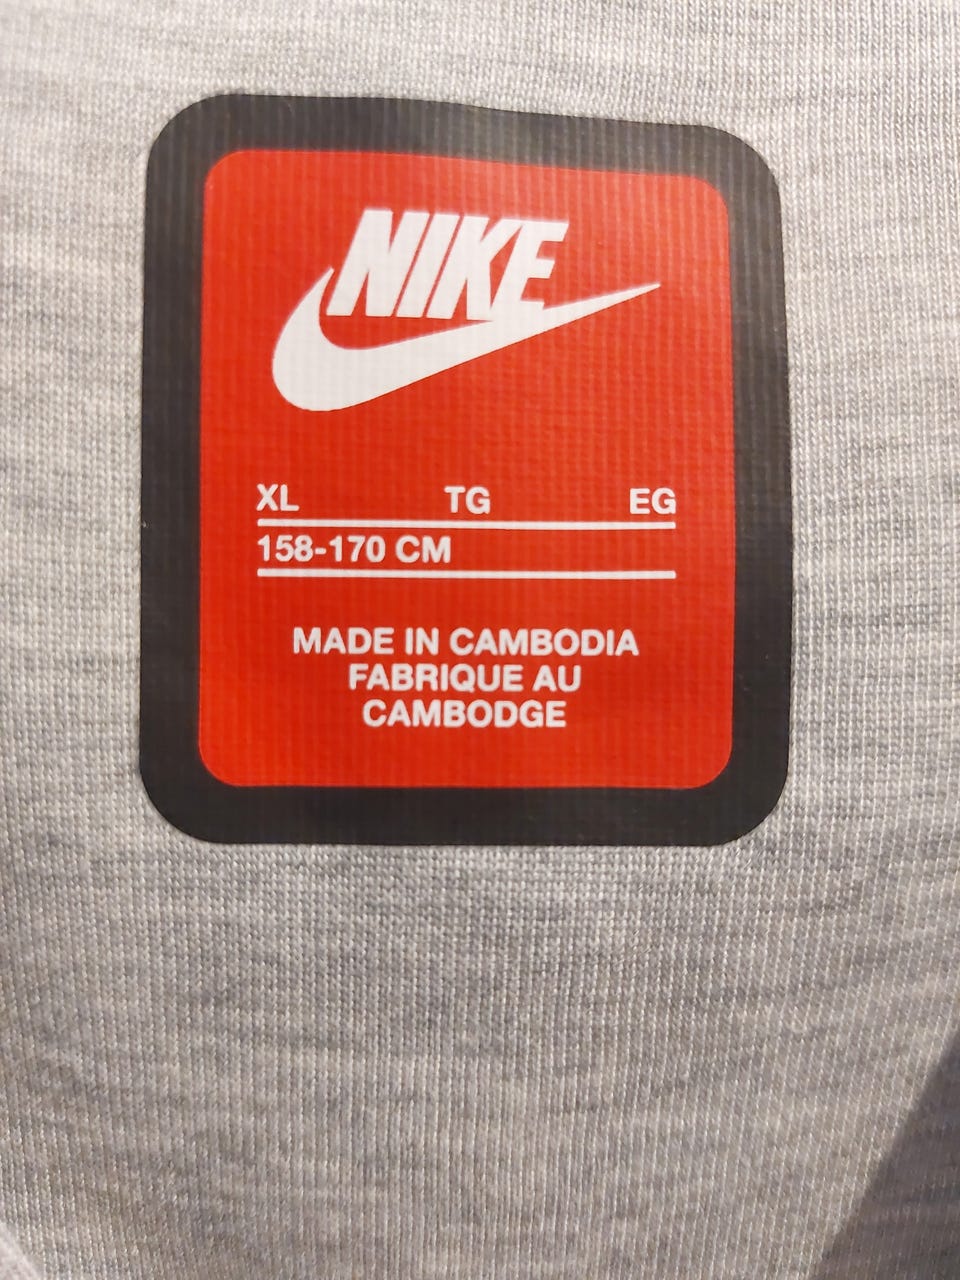 NIKE
XL TG EG
158-170 CM
MADE IN CAMBODIA
FABRIQUE AU
CAMBODGE